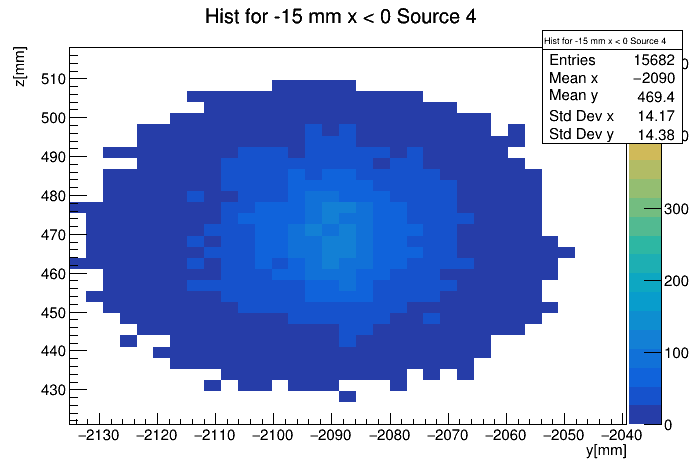 Hist for -15 mm x < 0 Source 4
Hist for -15 mm x < 0 Source 4
Entries 15682
Mean x −2090
Mean y 469.4
Std Dev x 14.17
Std Dev y 14.38
z[mm]
510
500
490
480
470
460
450
440
430
300
200
100
0
−2130 −2120 −2110 −2100 −2090 −2080 −2070 −2060 −2050 −2040
y[mm]